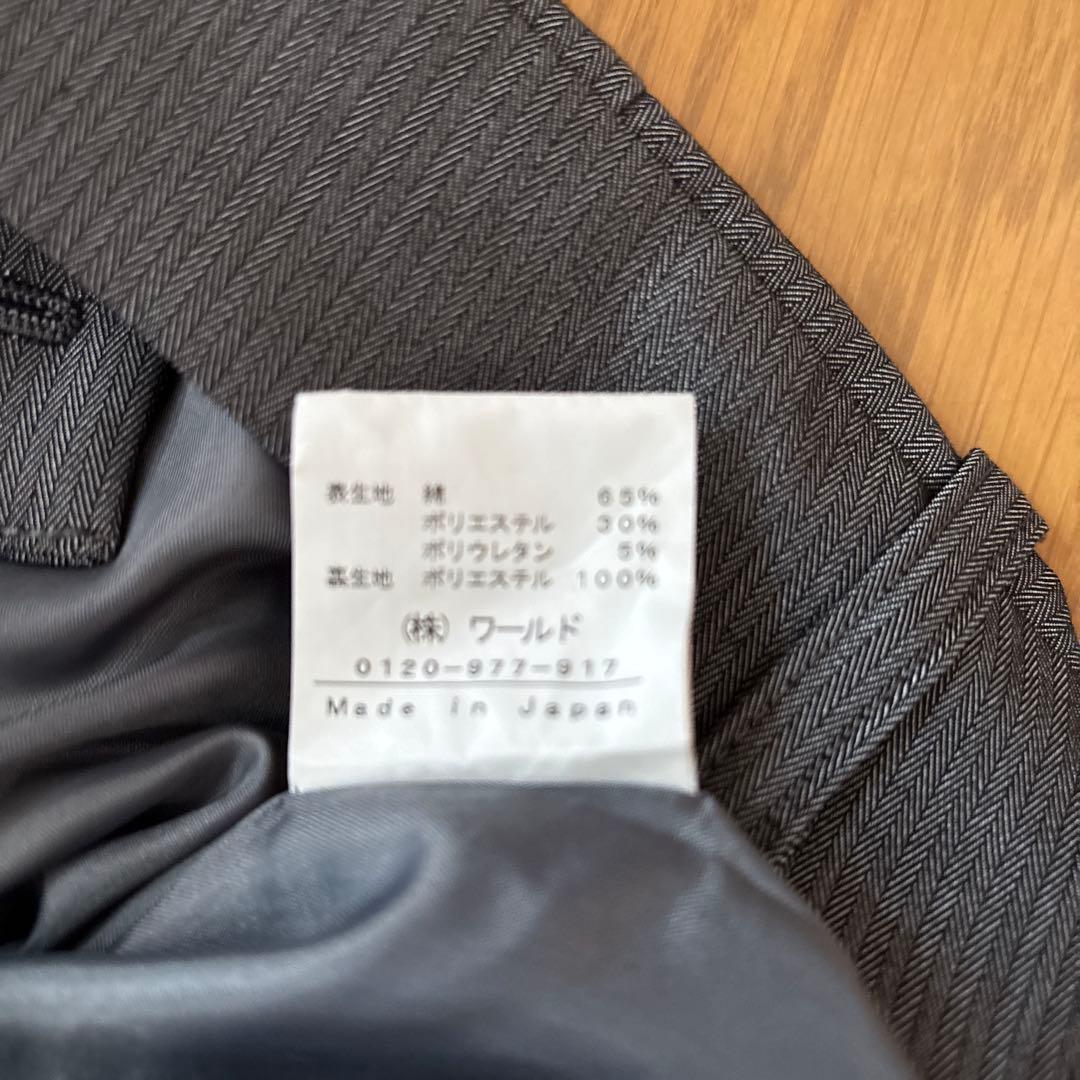 表生地 綿 65%
ポリエステル 30%
ポリウレタン 5%
裏生地 ポリエステル 100%
(株) ワールド
0120-977-917
Made in Japan